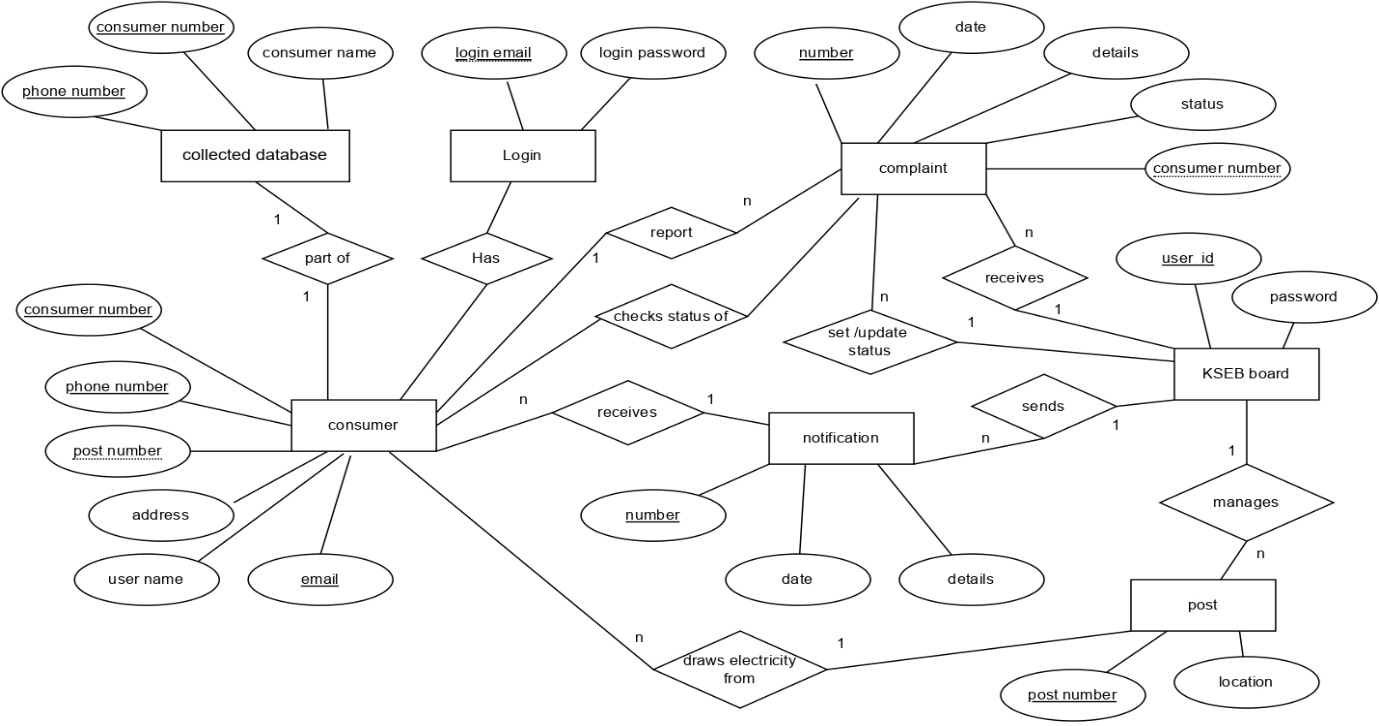 consumer number
consumer name
phone number
collected database
login email
login password
Login
number
date
details
status
consumer number
complaint
1
part of
1
Has
report
n
1
checks status of
n
set /update
status
1
n
receives
1
user_id
password
KSEB board
consumer number
phone number
post number
address
user name
email
consumer
n
receives
1
notification
number
date
details
sends
n
1
1
manages
n
post
post number
location
n
draws electricity
from
1